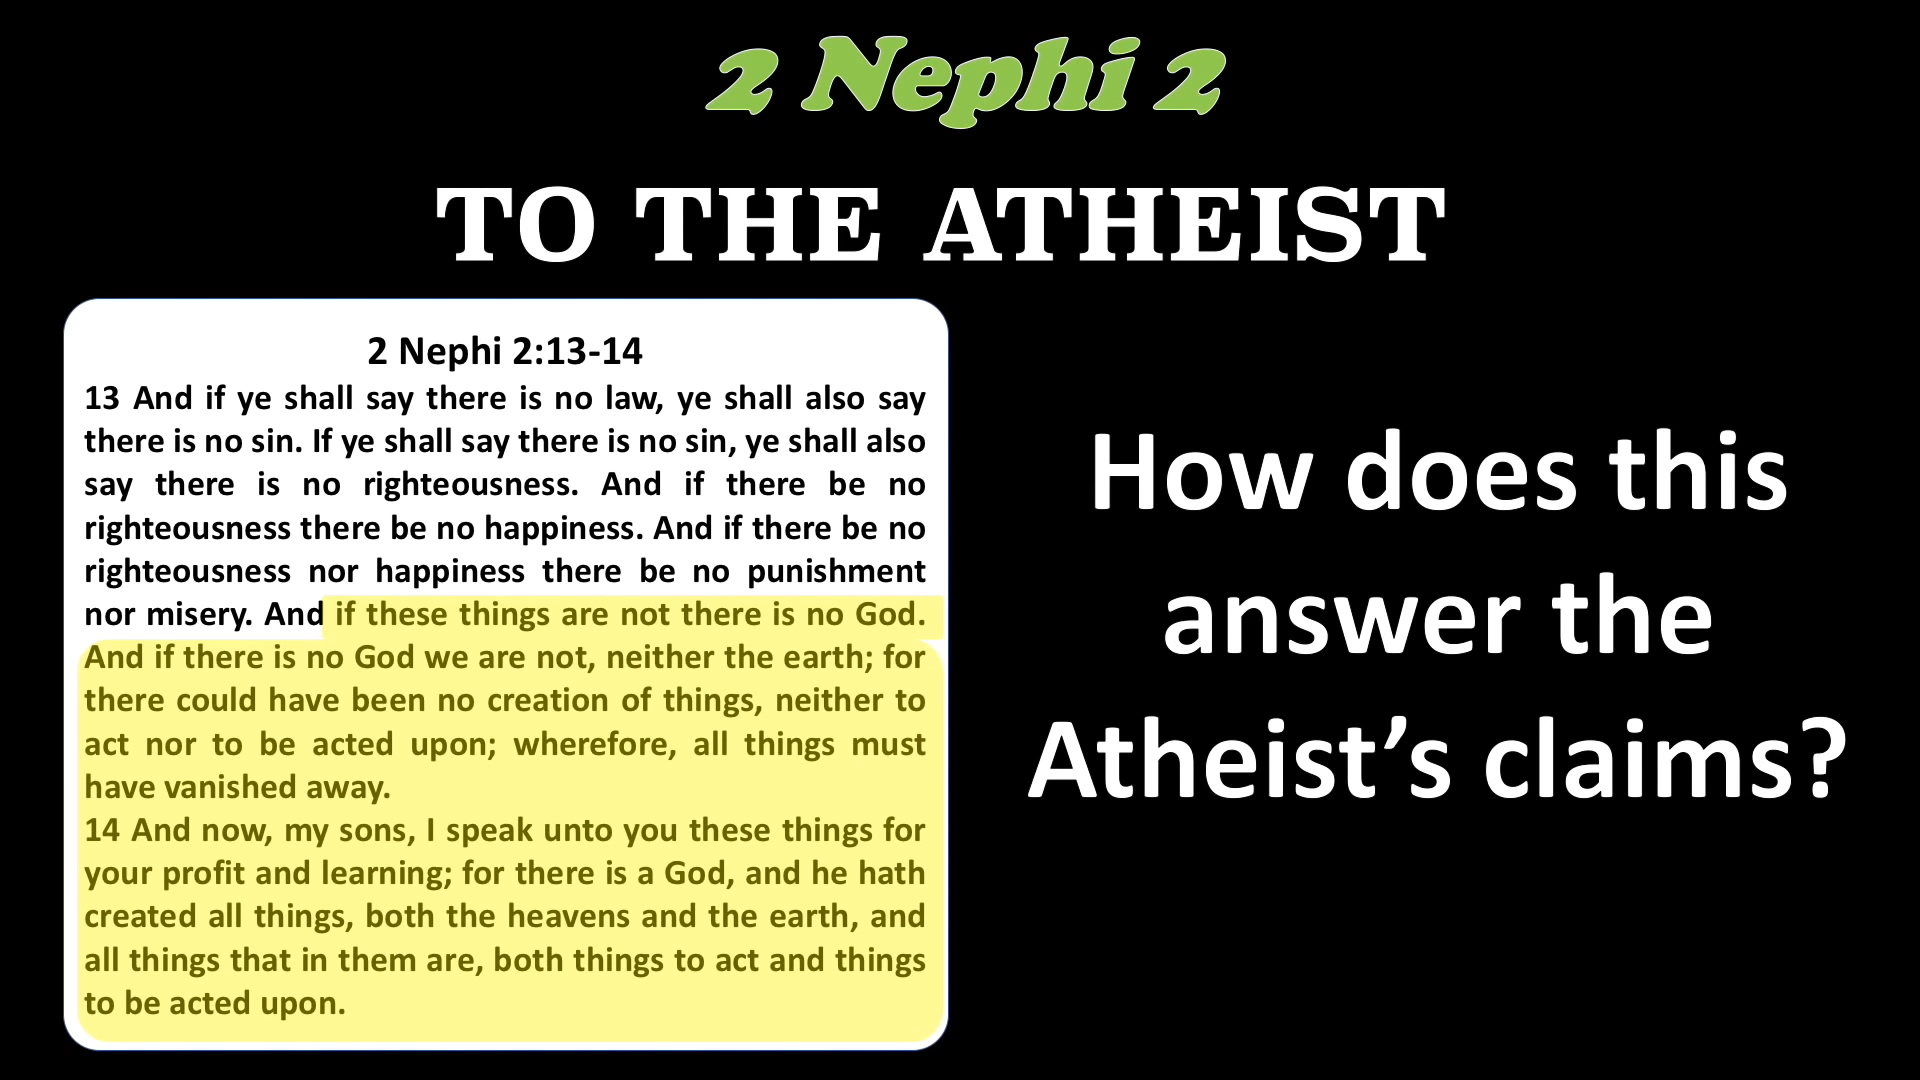 2 Nephi 2
TO THE ATHEIST
2 Nephi 2:13-14
13 And if ye shall say there is no law, ye shall also say
there is no sin. If ye shall say there is no sin, ye shall also
say there is no righteousness. And if there be no
righteousness there be no happiness. And if there be no
righteousness nor happiness there be no punishment
nor misery. And if these things are not there is no God.
And if there is no God we are not, neither the earth; for
there could have been no creation of things, neither to
act nor to be acted upon; wherefore, all things must
have vanished away.
14 And now, my sons, I speak unto you these things for
your profit and learning; for there is a God, and he hath
created all things, both the heavens and the earth, and
all things that in them are, both things to act and things
to be acted upon.
How does this
answer the
Atheist’s claims?